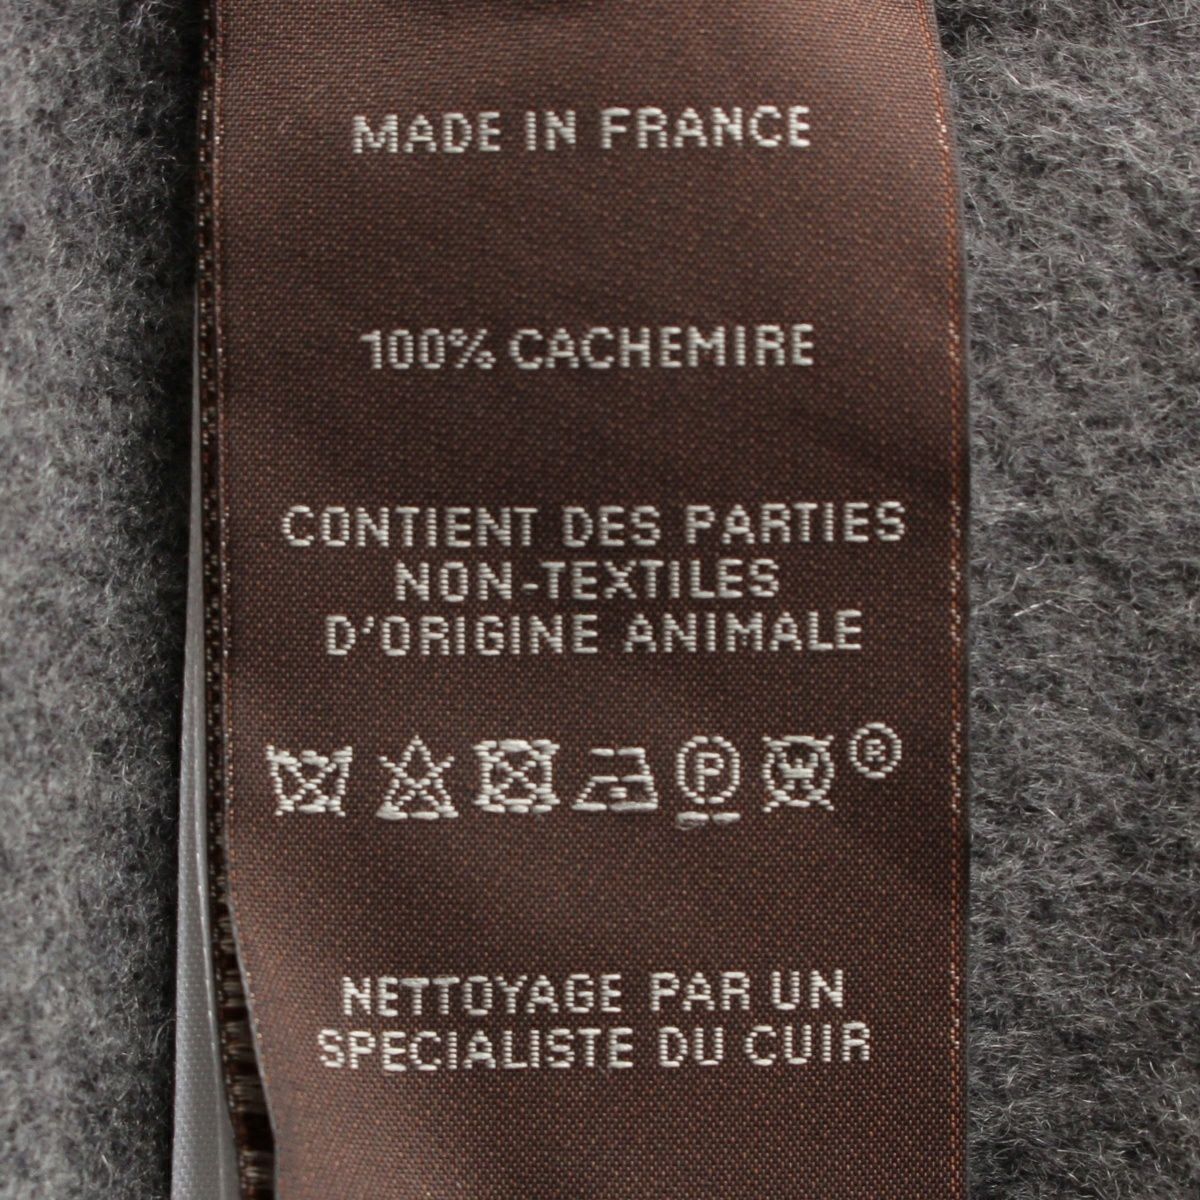 MADE IN FRANCE
100% CACHEMIRE
CONTIENT DES PARTIES
NON-TEXTILES
D'ORIGINE ANIMALE
P W ®
NETTOYAGE PAR UN
SPECIALISTE DU CUIR